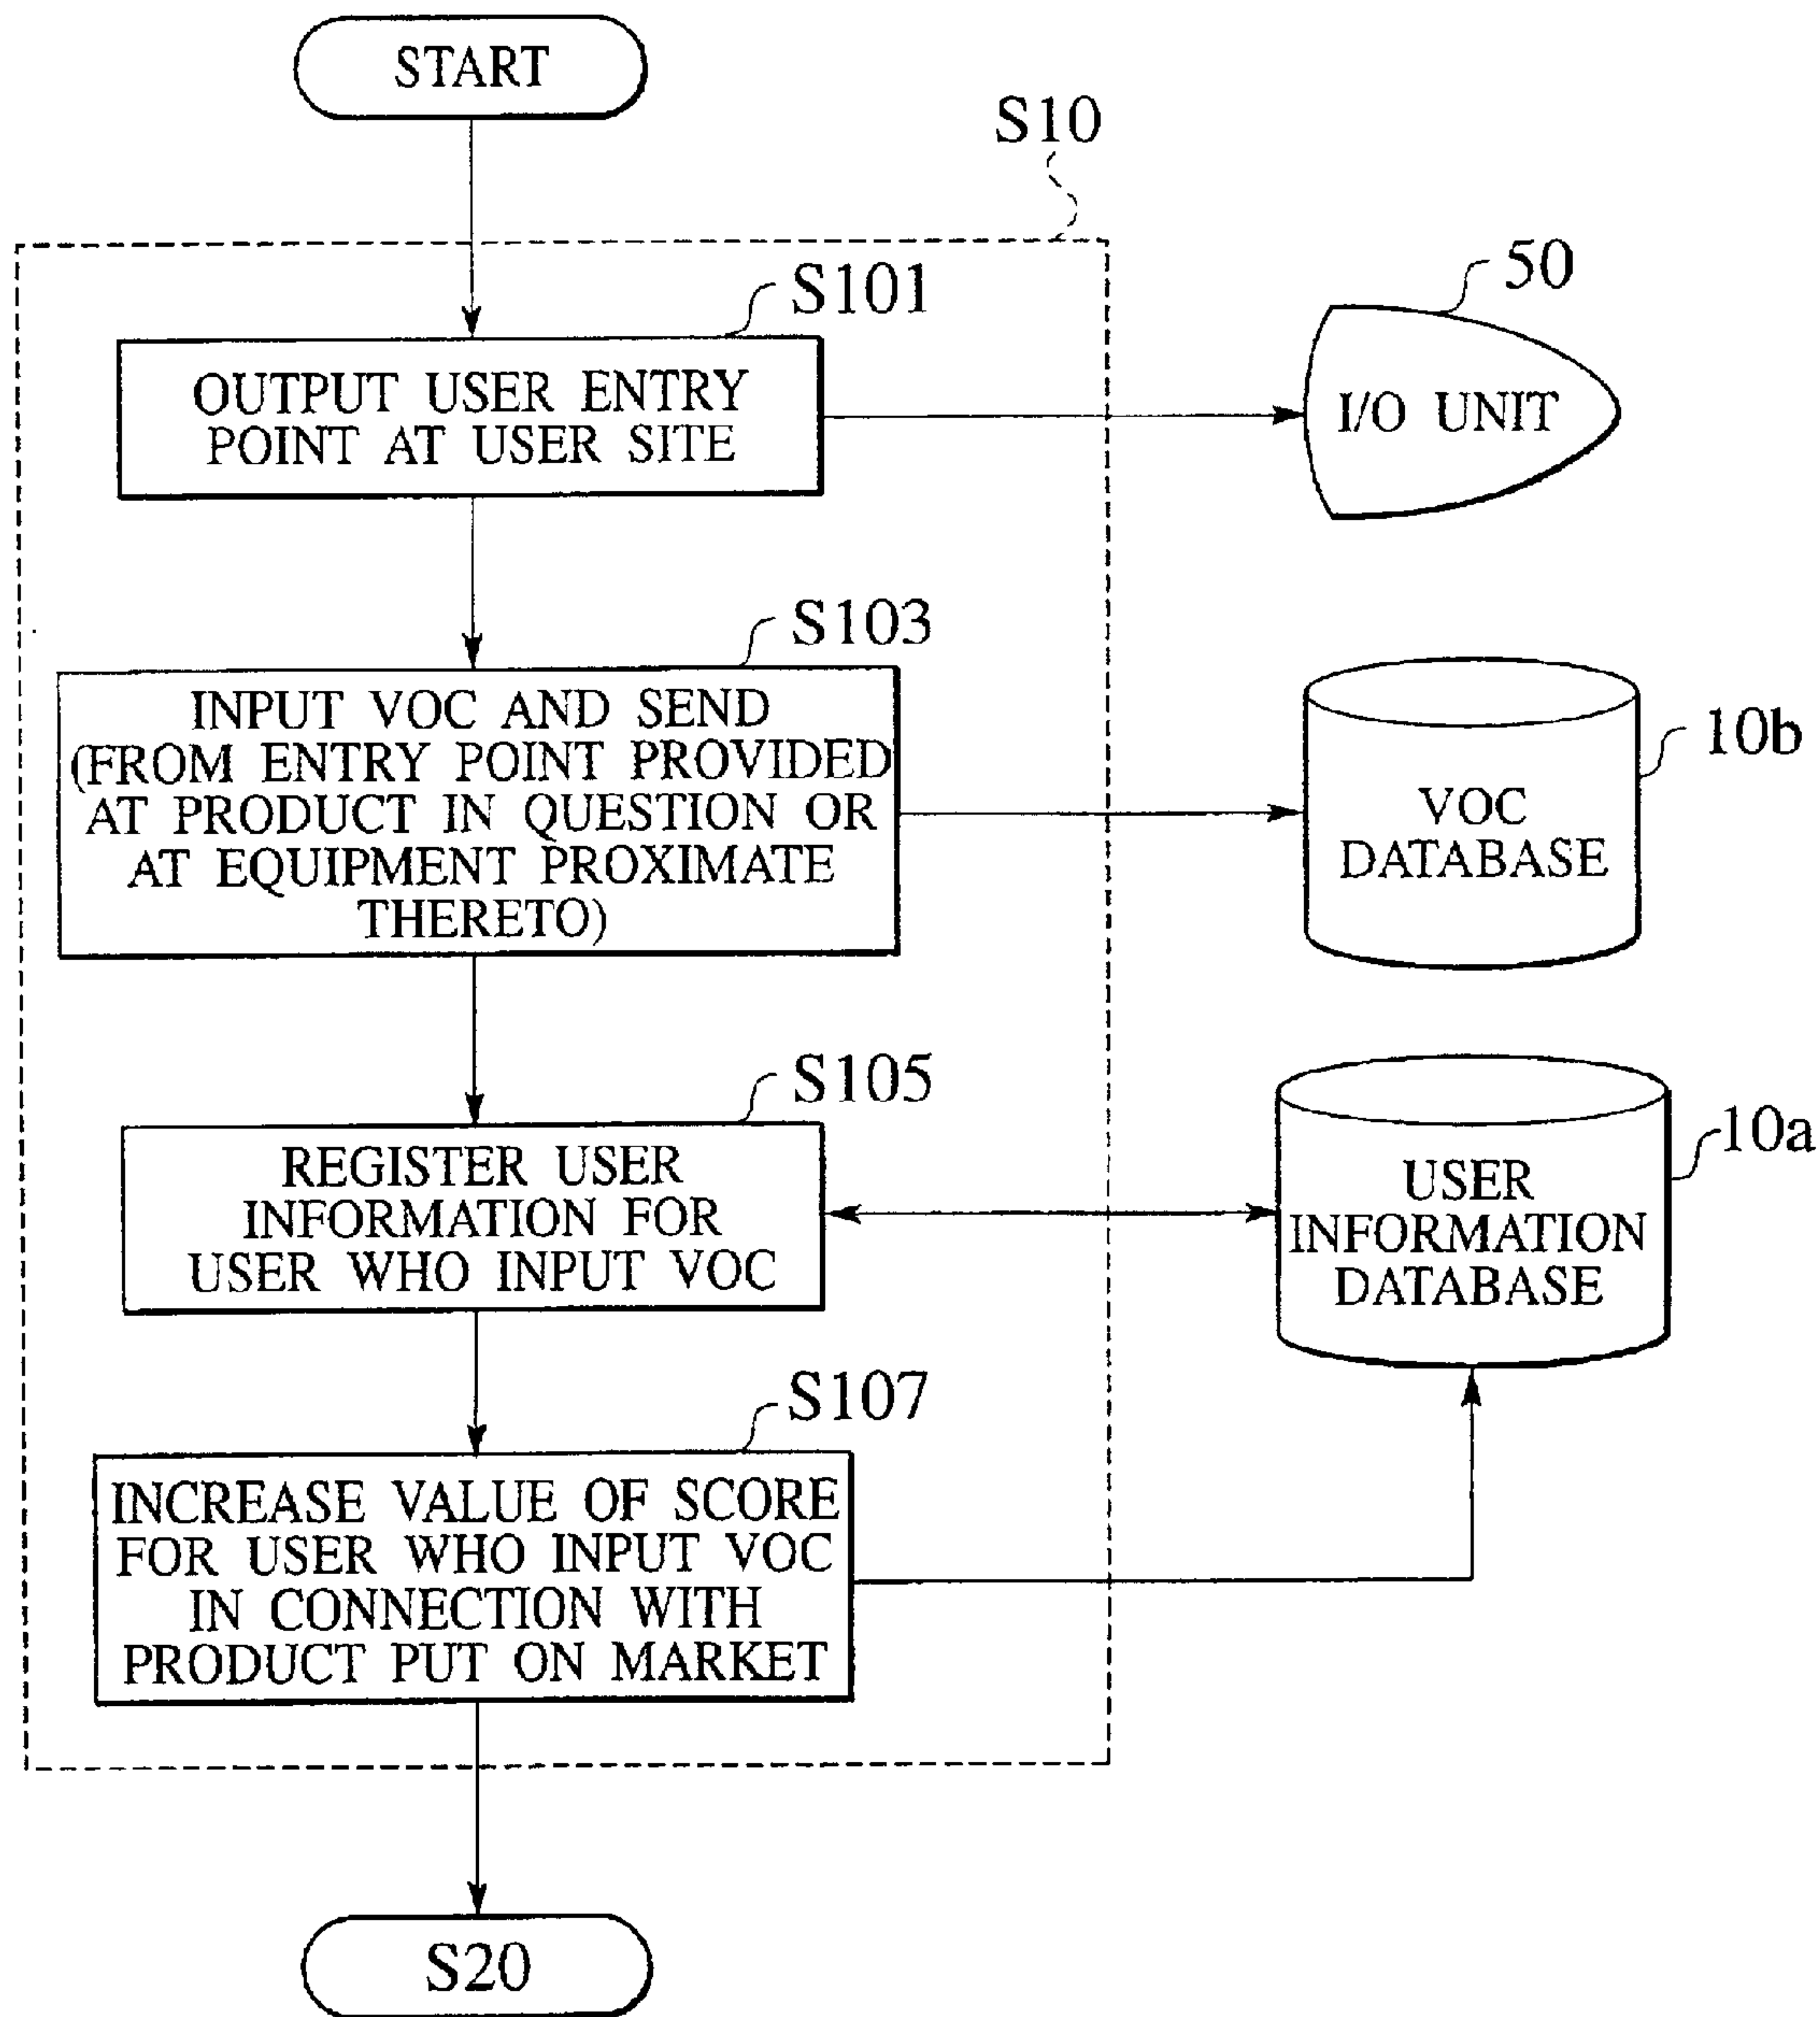 START
S10
S101
OUTPUT USER ENTRY
POINT AT USER SITE
50
I/O UNIT
S103
INPUT VOC AND SEND
(FROM ENTRY POINT PROVIDED
AT PRODUCT IN QUESTION OR
AT EQUIPMENT PROXIMATE
THERETO)
10b
VOC
DATABASE
S105
REGISTER USER
INFORMATION FOR
USER WHO INPUT VOC
10a
USER
INFORMATION
DATABASE
S107
INCREASE VALUE OF SCORE
FOR USER WHO INPUT VOC
IN CONNECTION WITH
PRODUCT PUT ON MARKET
S20